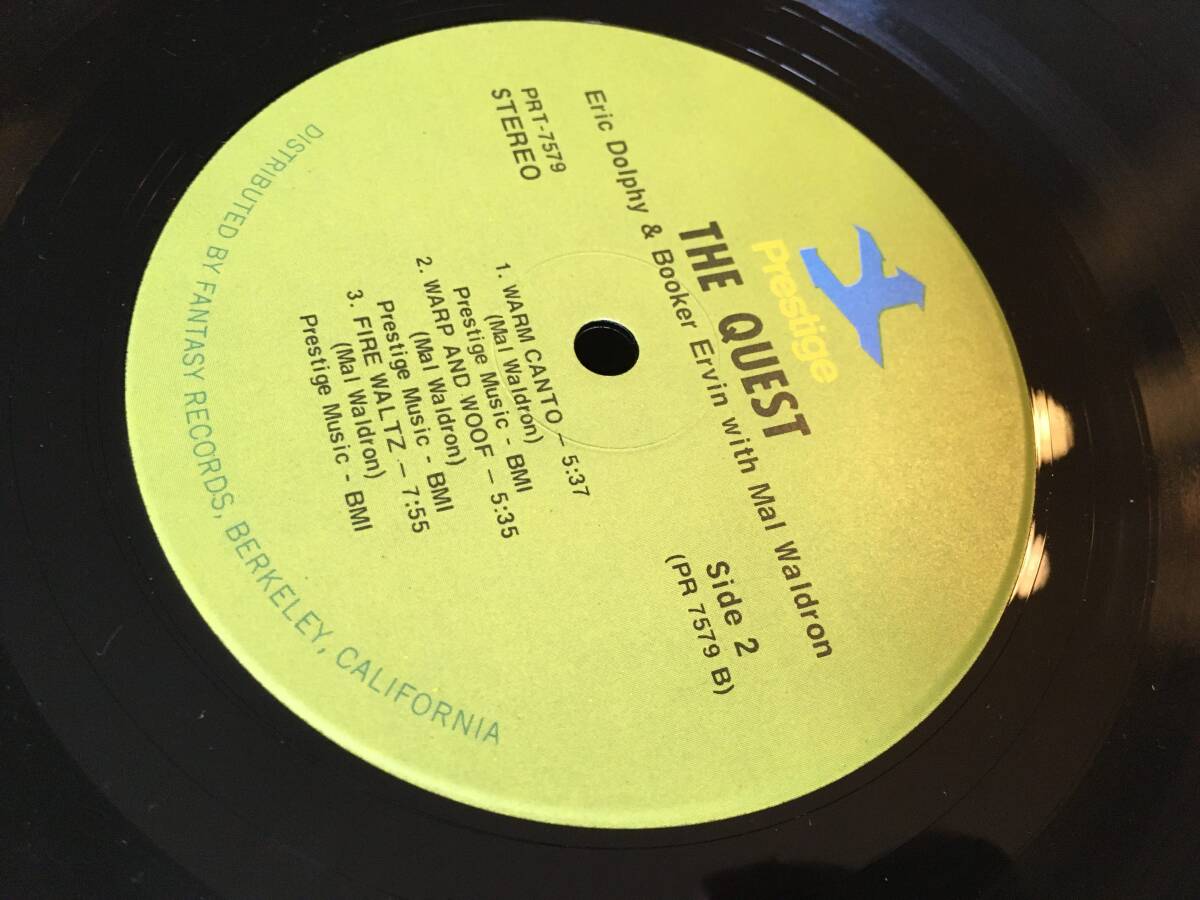 Prestige
THE QUEST
Eric Dolphy & Booker Ervin with Mal Waldron
PRT-7579
STEREO
Side 2
(PR 7579 B)
1. WARM CANTO – 5:37
(Mal Waldron)
Prestige Music - BMI
2. WARP AND WOOF – 5:35
(Mal Waldron)
Prestige Music - BMI
3. FIRE WALTZ – 7:55
(Mal Waldron)
Prestige Music - BMI
DISTRIBUTED BY FANTASY RECORDS, BERKELEY, CALIFORNIA